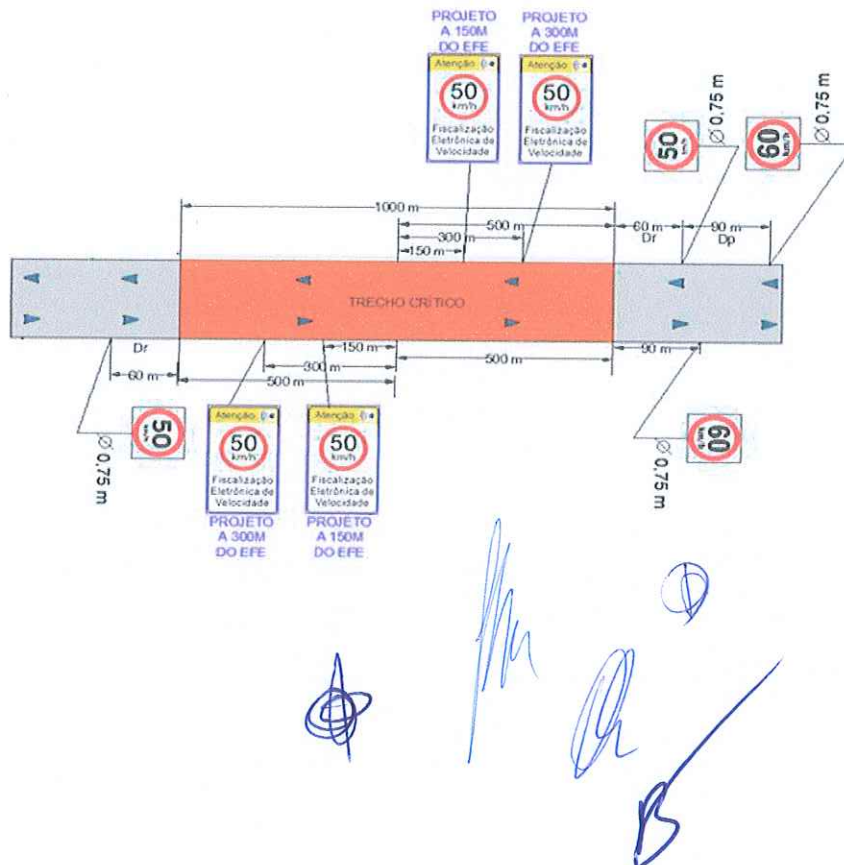 PROJETO
A 150M
DO EFE
Atenção
50
km/h
Fiscalização
Eletrônica de
Velocidade
PROJETO
A 300M
DO EFE
Atenção
50
km/h
Fiscalização
Eletrônica de
Velocidade
50
km/h
Ø 0,75 m
60
km/h
Ø 0,75 m
1000 m
500 m
60 m
Dr
90 m
Dp
300 m
150 m
TRECHO CRÍTICO
Dr
60 m
150 m
300 m
500 m
500 m
90 m
50
km/h
Ø 0,75 m
Atenção
50
km/h
Fiscalização
Eletrônica de
Velocidade
PROJETO
A 300M
DO EFE
Atenção
50
km/h
Fiscalização
Eletrônica de
Velocidade
PROJETO
A 150M
DO EFE
Ø 0,75 m
60
km/h